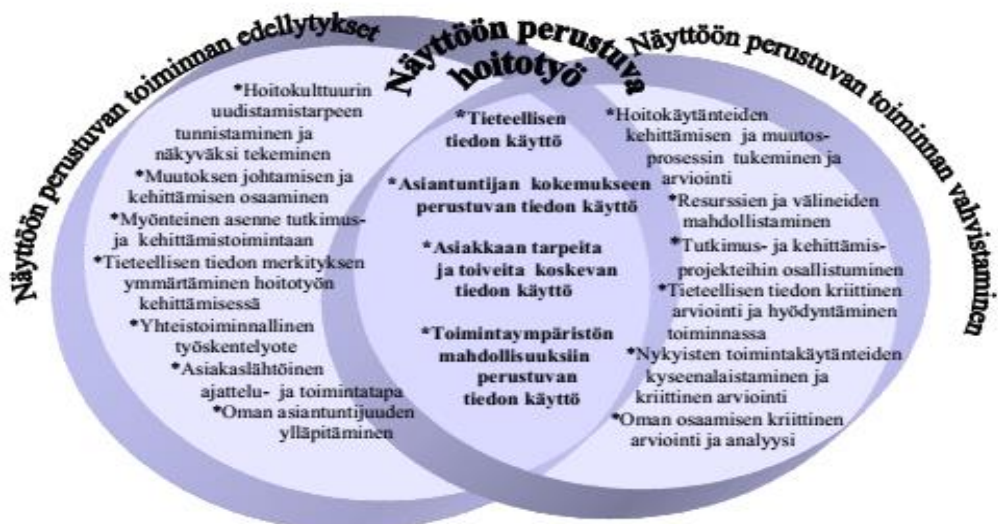 Näyttöön perustuvan toiminnan edellytykset
*Hoitokulttuurin
uudistamistarpeen
tunnistaminen ja
näkyväksi tekeminen
*Muutoksen johtamisen ja
kehittämisen osaaminen
*Myönteinen asenne tutkimus-
ja kehittämistoimintaan
*Tieteellisen tiedon merkityksen
ymmärtäminen hoitotyön
kehittämisessä
*Yhteistoiminnallinen
työskentelyote
*Asiakaslähtöinen
ajattelu- ja toimintatapa
*Oman asiantuntijuuden
ylläpitäminen
Näyttöön perustuva
hoitotyö
*Tieteellisen
tiedon käyttö
*Asiantuntijan kokemukseen
perustuvan tiedon käyttö
*Asiakkaan tarpeita
ja toiveita koskevan
tiedon käyttö
*Toimintaympäristön
mahdollisuuksiin
perustuvan
tiedon käyttö
Näyttöön perustuvan toiminnan vahvistaminen
*Hoitokäytänteiden
kehittämisen ja muutos-
prosessin tukeminen ja
arviointi
*Resurssien ja välineiden
mahdollistaminen
*Tutkimus- ja kehittämis-
projekteihin osallistuminen
*Tieteellisen tiedon kriittinen
arviointi ja hyödyntäminen
toiminnassa
*Nykyisten toimintakäytänteiden
kyseenalaistaminen ja
kriittinen arviointi
*Oman osaamisen kriittinen
arviointi ja analyysi